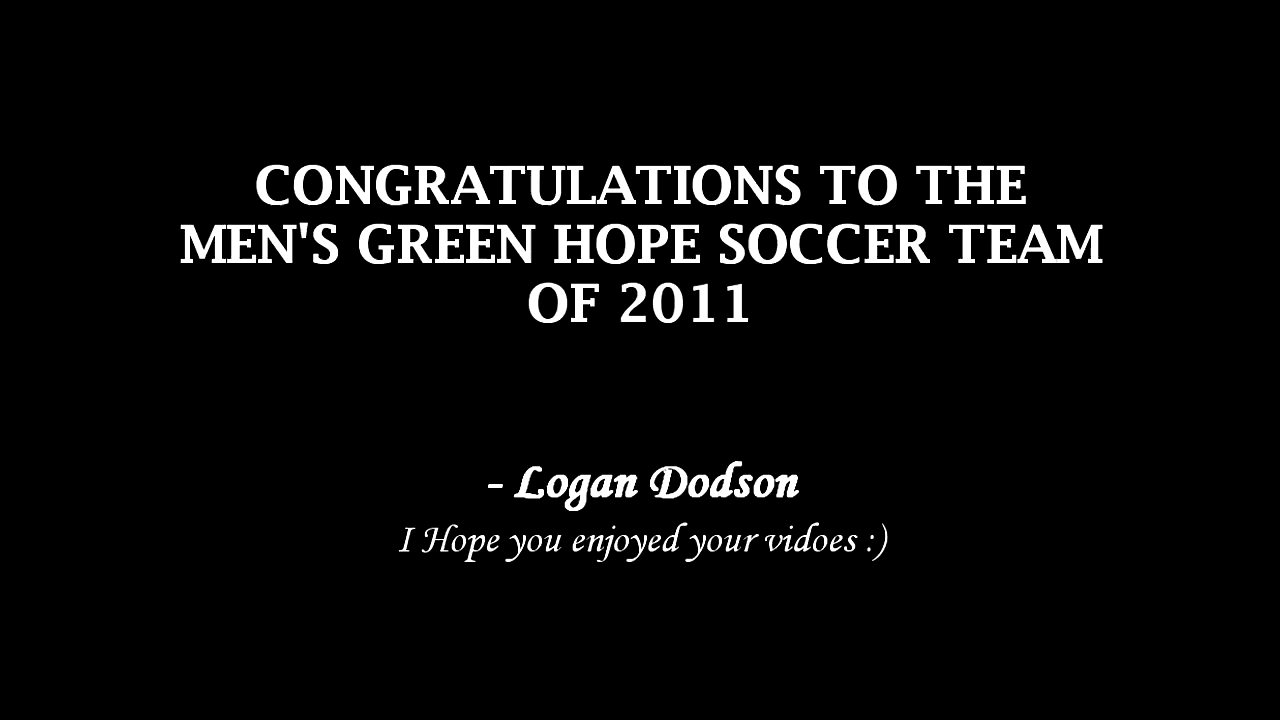 CONGRATULATIONS TO THE
MEN'S GREEN HOPE SOCCER TEAM
OF 2011
- Logan Dodson
I Hope you enjoyed your vidoes :)